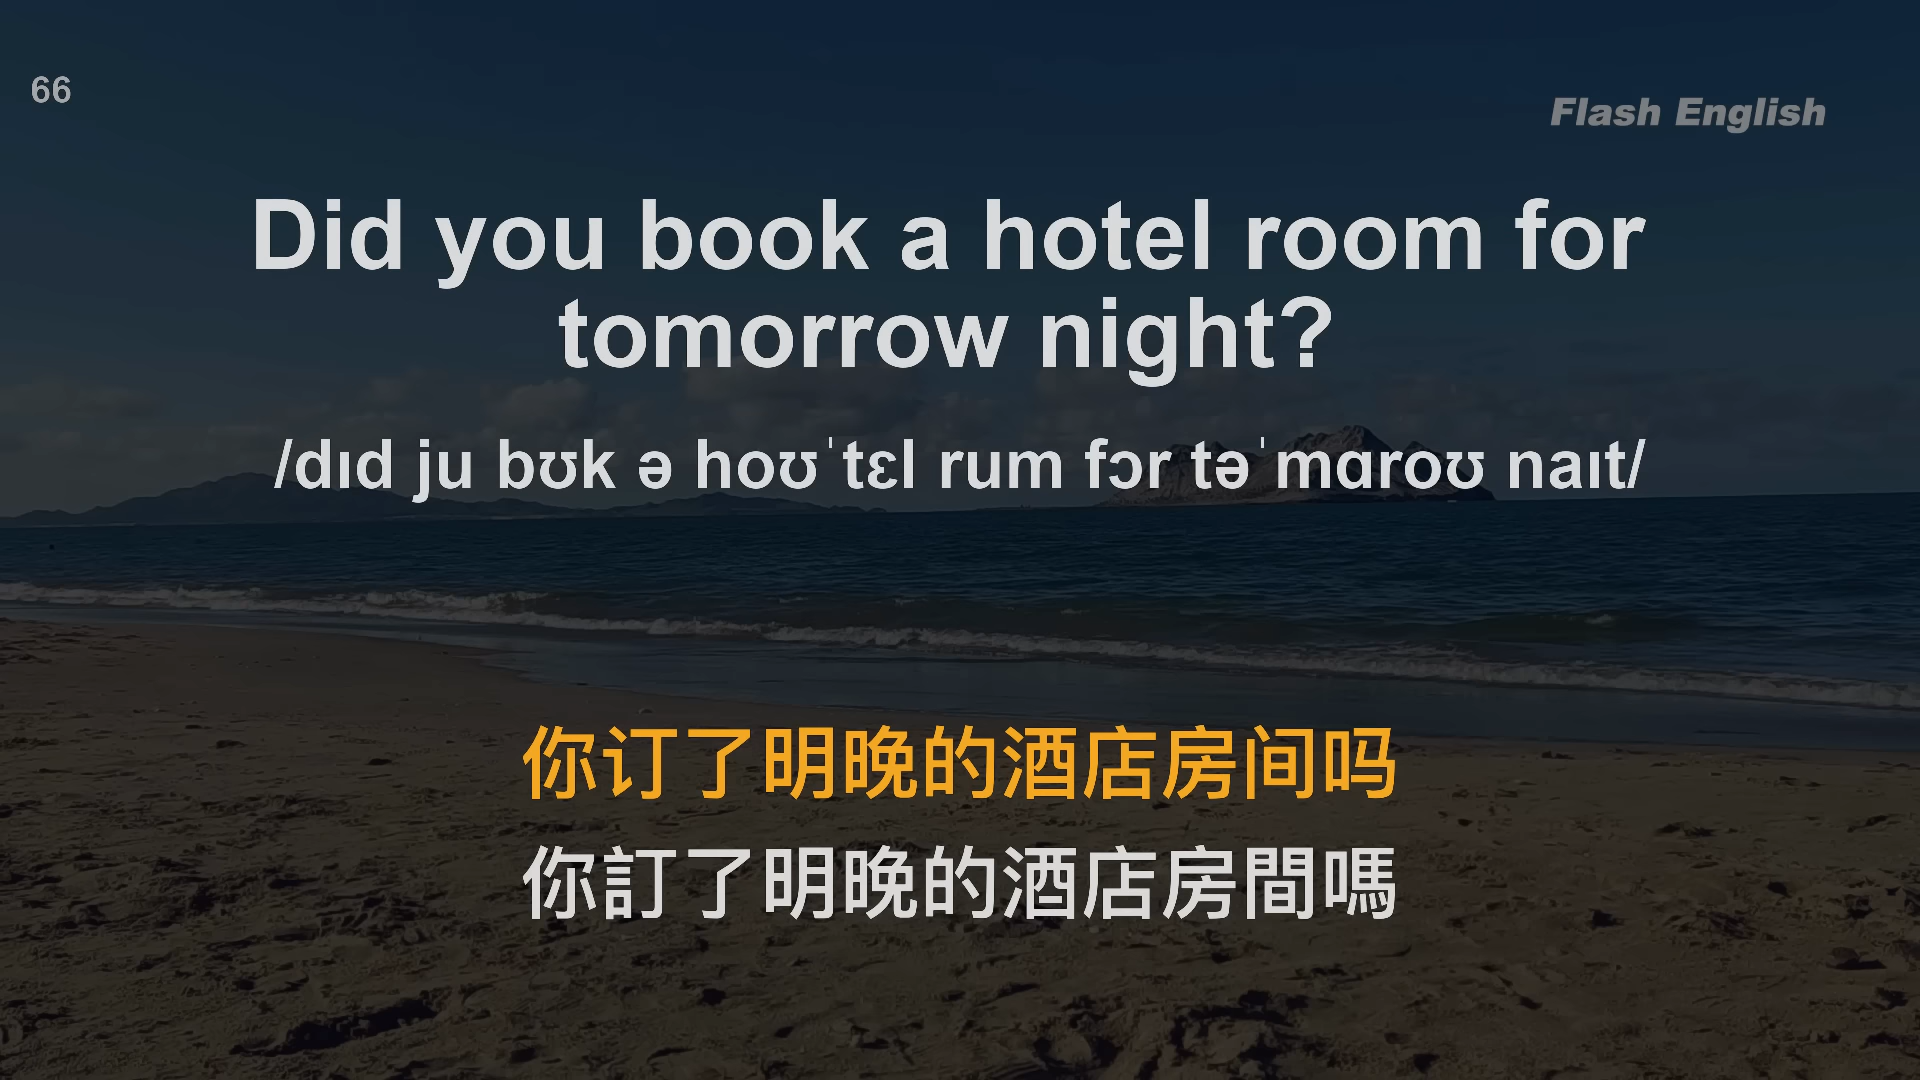 66
Flash English
Did you book a hotel room for
tomorrow night?
/dɪd ju bʊk ə hoʊˈtɛl rum fɔr təˈmɑroʊ naɪt/
你订了明晚的酒店房间吗
你訂了明晚的酒店房間嗎